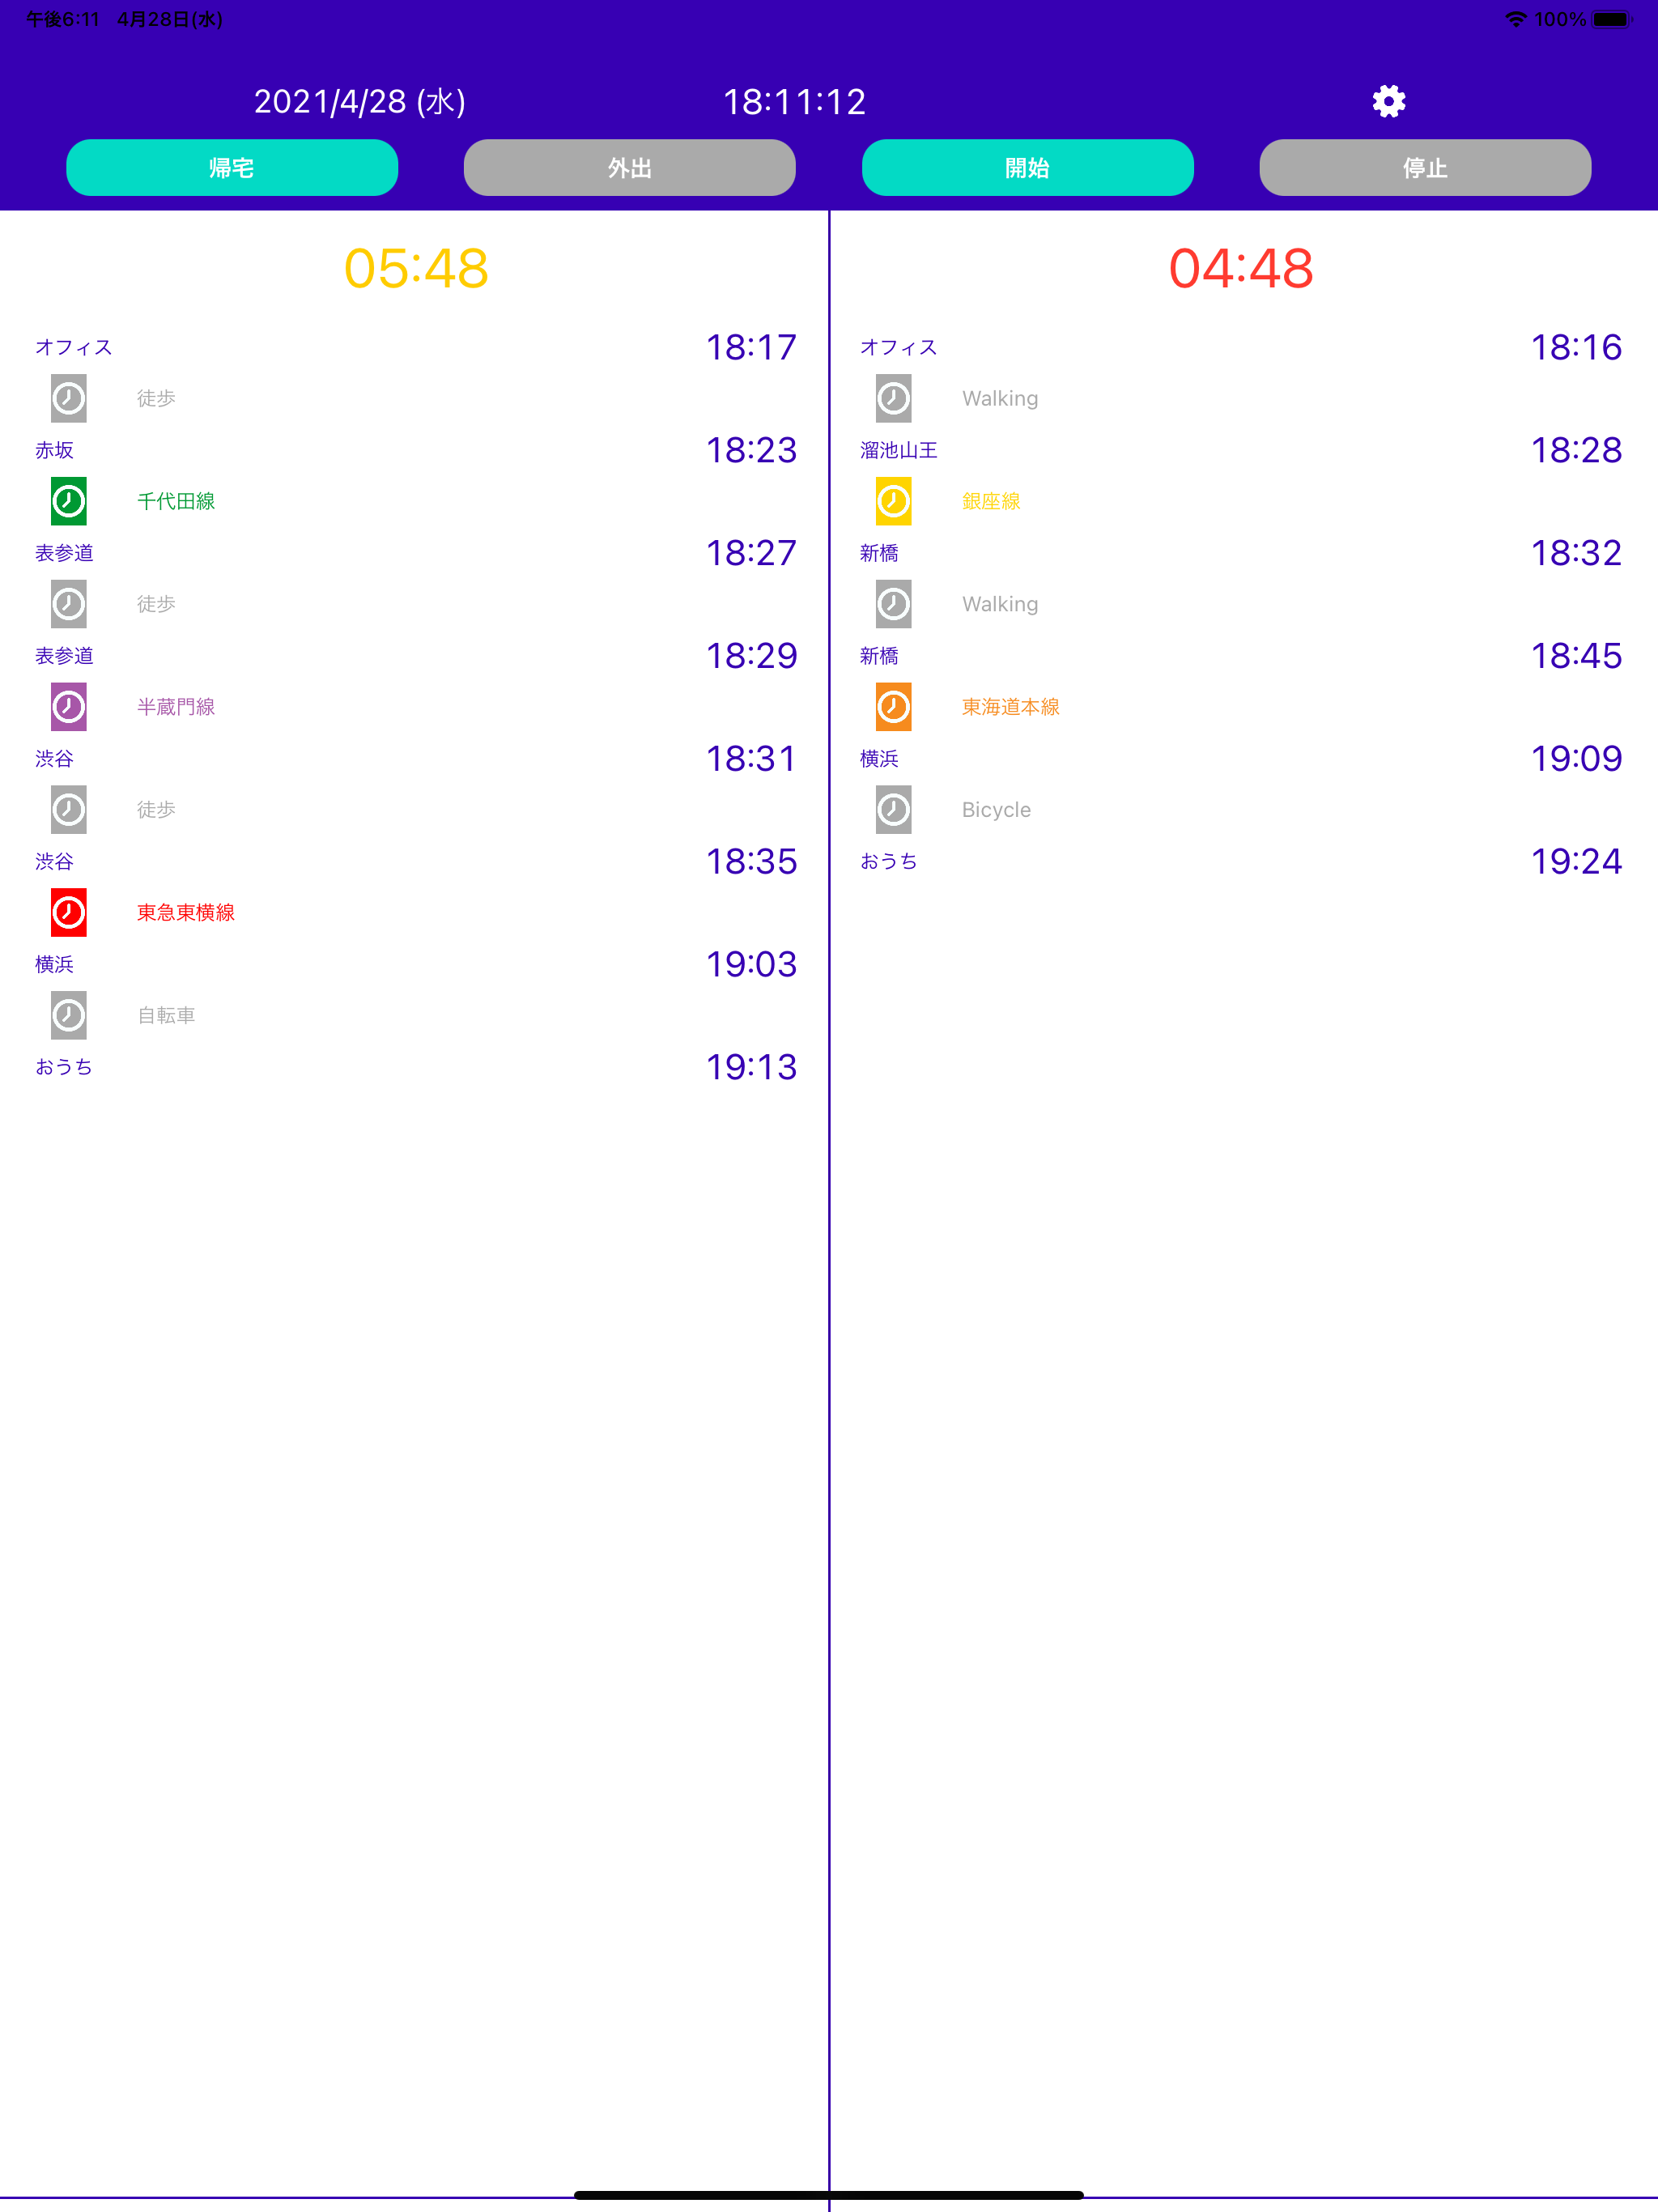 午後6:11 4月28日(水)
100%
2021/4/28 (水) 18:11:12
帰宅 外出 開始 停止
05:48
オフィス 18:17
徒歩
赤坂 18:23
千代田線
表参道 18:27
徒歩
表参道 18:29
半蔵門線
渋谷 18:31
徒歩
渋谷 18:35
東急東横線
横浜 19:03
自転車
おうち 19:13
04:48
オフィス 18:16
Walking
溜池山王 18:28
銀座線
新橋 18:32
Walking
新橋 18:45
東海道本線
横浜 19:09
Bicycle
おうち 19:24